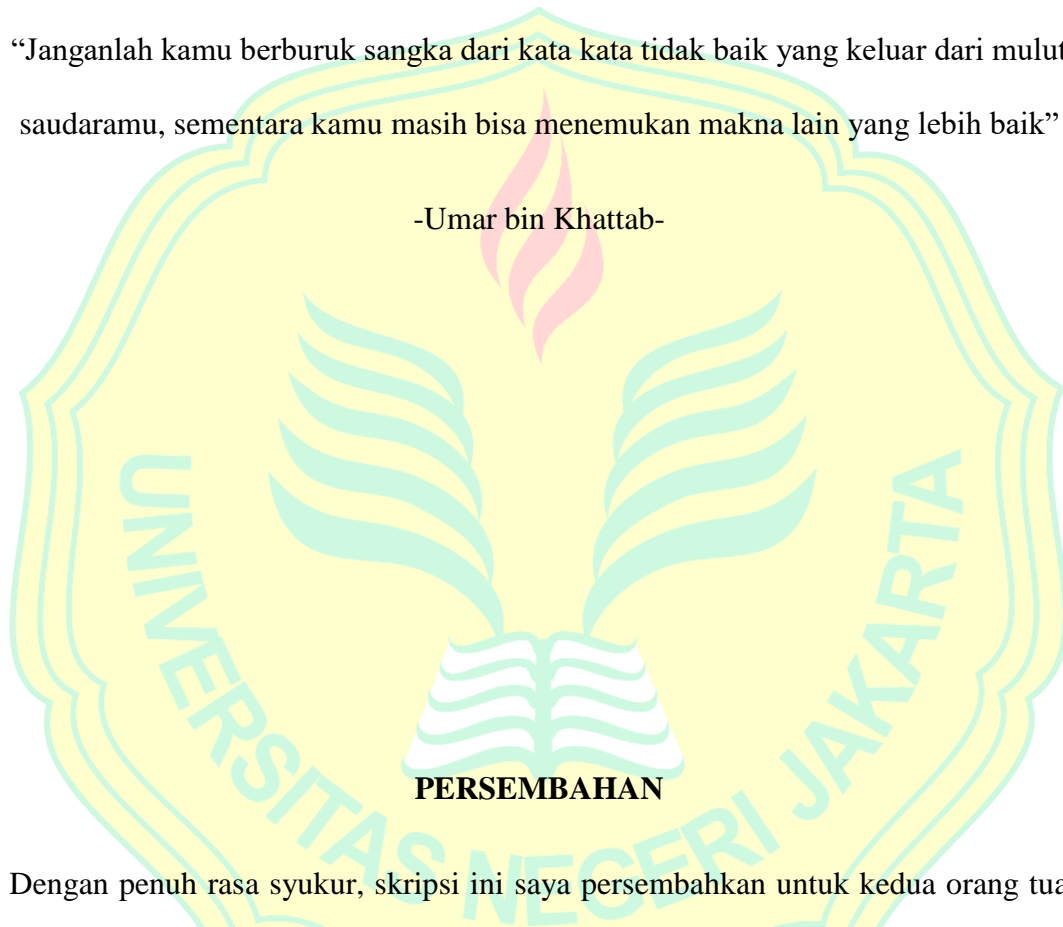 “Janganlah kamu berburuk sangka dari kata kata tidak baik yang keluar dari mulut
saudaramu, sementara kamu masih bisa menemukan makna lain yang lebih baik”
-Umar bin Khattab-
UNIVERSITAS NEGERI JAKARTA
PERSEMBAHAN
Dengan penuh rasa syukur, skripsi ini saya persembahkan untuk kedua orang tua